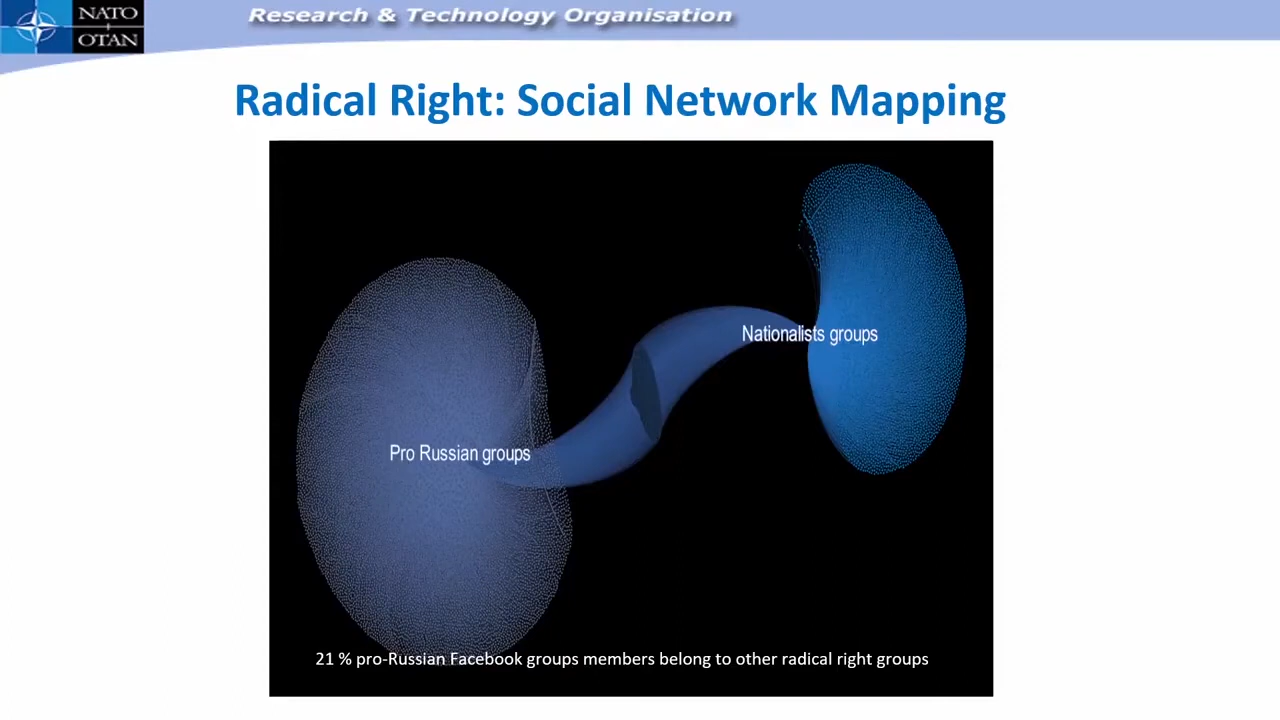 NATO
OTAN
Research & Technology Organisation
Radical Right: Social Network Mapping
Nationalists groups
Pro Russian groups
21 % pro-Russian Facebook groups members belong to other radical right groups